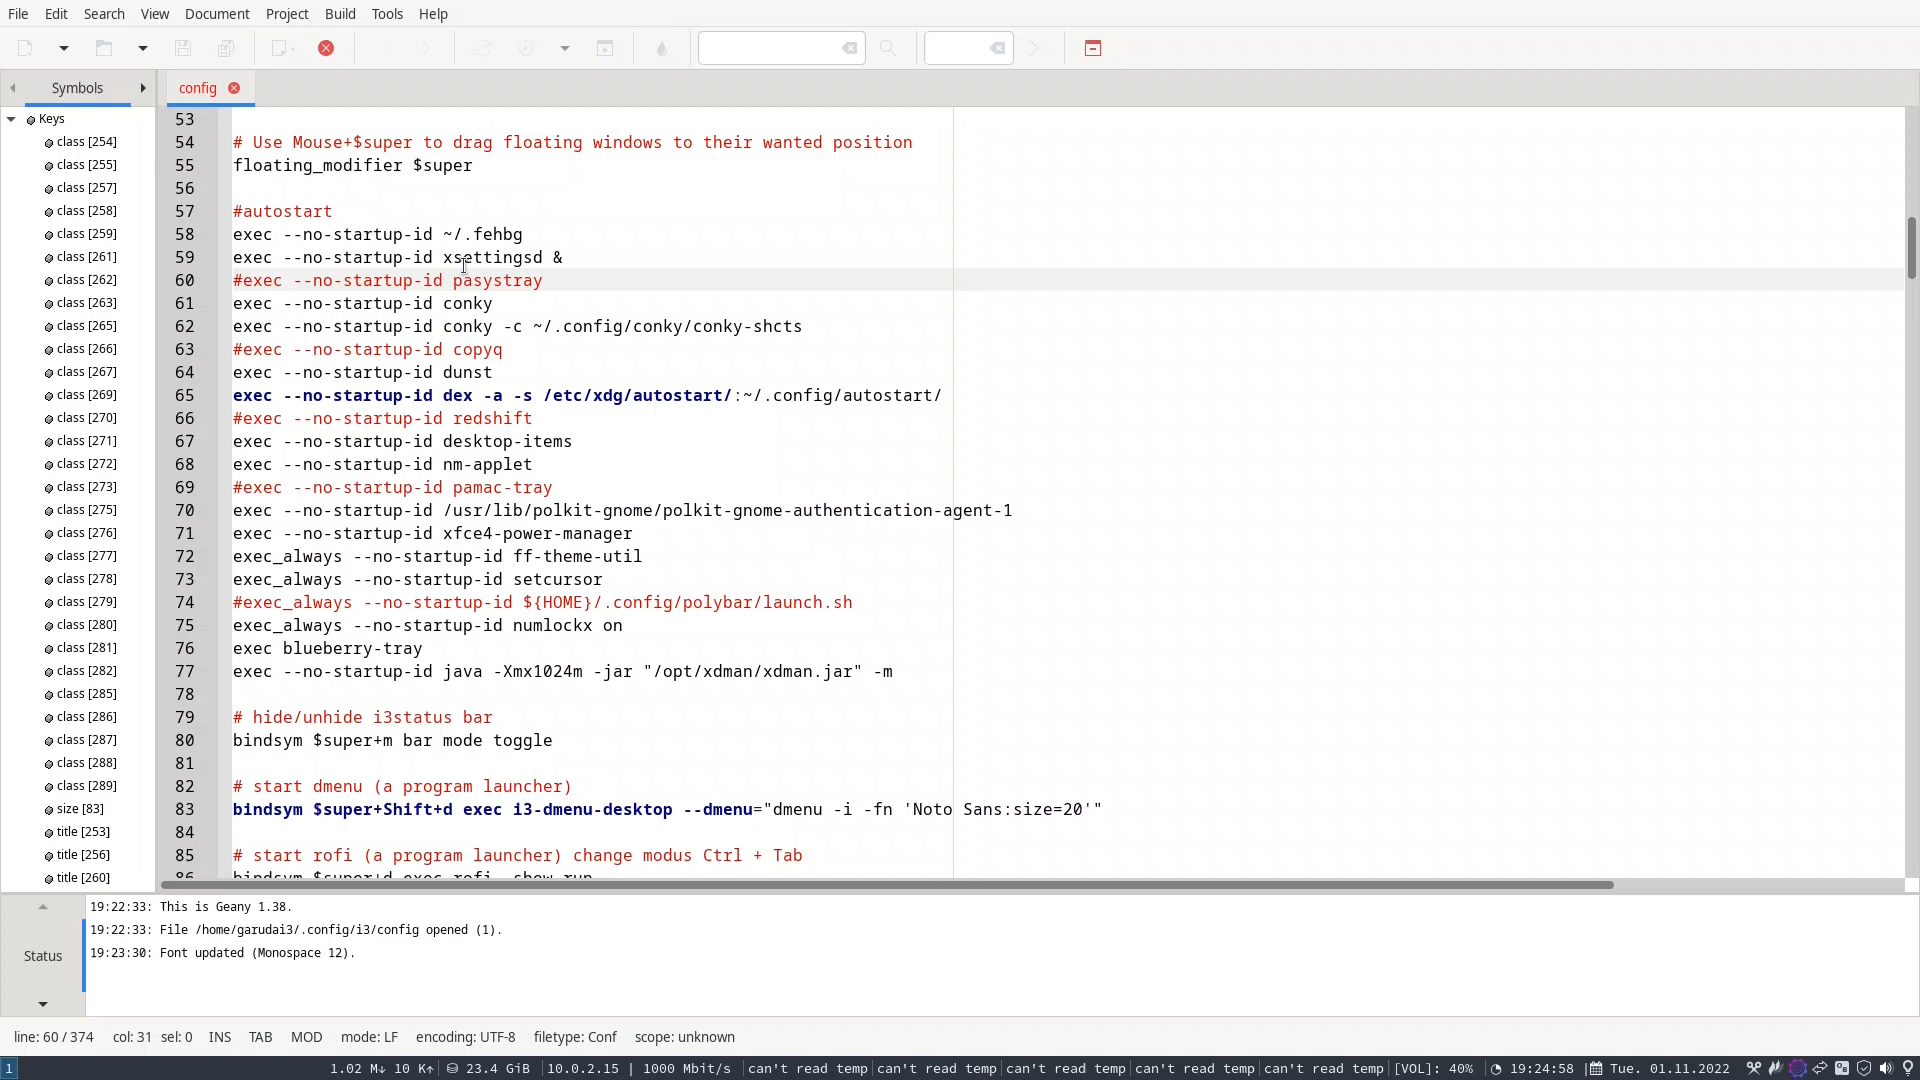 File Edit Search View Document Project Build Tools Help
Symbols
config
Keys
class [254]
class [255]
class [257]
class [258]
class [259]
class [261]
class [262]
class [263]
class [265]
class [266]
class [267]
class [269]
class [270]
class [271]
class [272]
class [273]
class [275]
class [276]
class [277]
class [278]
class [279]
class [280]
class [281]
class [282]
class [285]
class [286]
class [287]
class [288]
class [289]
size [83]
title [253]
title [256]
title [260]
53
54 # Use Mouse+$super to drag floating windows to their wanted position
55 floating_modifier $super
56
57 #autostart
58 exec --no-startup-id ~/.fehbg
59 exec --no-startup-id xsettingsd &
60 #exec --no-startup-id pasystray
61 exec --no-startup-id conky
62 exec --no-startup-id conky -c ~/.config/conky/conky-shcts
63 #exec --no-startup-id copyq
64 exec --no-startup-id dunst
65 exec --no-startup-id dex -a -s /etc/xdg/autostart/:~/.config/autostart/
66 #exec --no-startup-id redshift
67 exec --no-startup-id desktop-items
68 exec --no-startup-id nm-applet
69 #exec --no-startup-id pamac-tray
70 exec --no-startup-id /usr/lib/polkit-gnome/polkit-gnome-authentication-agent-1
71 exec --no-startup-id xfce4-power-manager
72 exec_always --no-startup-id ff-theme-util
73 exec_always --no-startup-id setcursor
74 #exec_always --no-startup-id ${HOME}/.config/polybar/launch.sh
75 exec_always --no-startup-id numlockx on
76 exec blueberry-tray
77 exec --no-startup-id java -Xmx1024m -jar "/opt/xdman/xdman.jar" -m
78
79 # hide/unhide i3status bar
80 bindsym $super+m bar mode toggle
81
82 # start dmenu (a program launcher)
83 bindsym $super+Shift+d exec i3-dmenu-desktop --dmenu="dmenu -i -fn 'Noto Sans:size=20'"
84
85 # start rofi (a program launcher) change modus Ctrl + Tab
86 bindsym $super+d exec rofi -show run
Status
19:22:33: This is Geany 1.38.
19:22:33: File /home/garudai3/.config/i3/config opened (1).
19:23:30: Font updated (Monospace 12).
line: 60 / 374 col: 31 sel: 0 INS TAB MOD mode: LF encoding: UTF-8 filetype: Conf scope: unknown
1 1.02 M↓ 10 K↑ | 23.4 GiB | 10.0.2.15 | 1000 Mbit/s | can't read temp | can't read temp | can't read temp | can't read temp | can't read temp | [VOL]: 40% | 19:24:58 | Tue. 01.11.2022